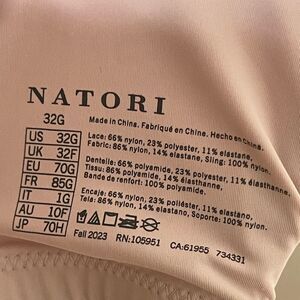 NATORI
32G
US 32G
UK 32F
EU 70G
FR 85G
IT 1G
AU 10F
JP 70H
Made in China. Fabriqué en China. Hecho en China.
Lace: 66% nylon, 23% polyester, 11% elastane,
Fabric: 86% nylon, 14% elastane, Sling: 100% nylon.
Dentelle: 66% polyamide, 23% polyester, 11% élasthanne,
Tissu: 86% polyamide, 14% élasthanne,
Bande de renfort: 100% polyamide.
Encaje: 66% nylon, 23% poliéster, 11% elastano,
Tela: 86% nylon, 14% elastano, Soporte: 100% nylon.
Fall 2023 RN:105951 CA:61955 734331